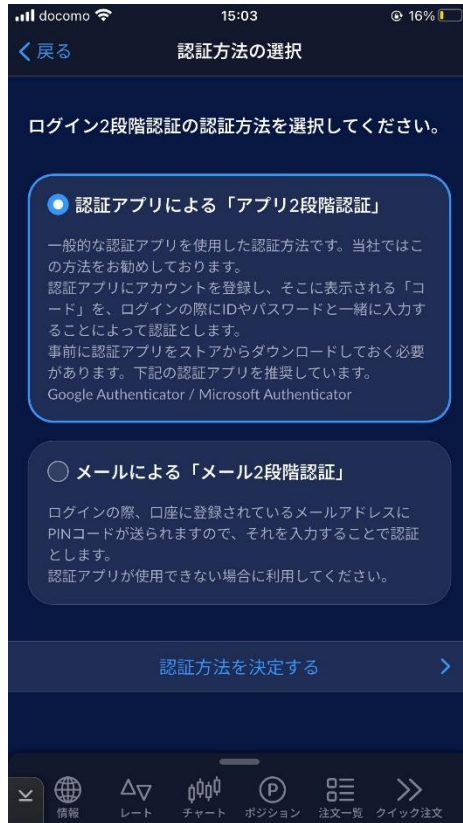 docomo 15:03 16%
戻る 認証方法の選択
ログイン2段階認証の認証方法を選択してください。
認証アプリによる「アプリ2段階認証」
一般的な認証アプリを使用した認証方法です。当社ではこ
の方法をお勧めしております。
認証アプリにアカウントを登録し、そこに表示される「コ
ード」を、ログインの際にIDやパスワードと一緒に入力す
ることによって認証とします。
事前に認証アプリをストアからダウンロードしておく必要
があります。下記の認証アプリを推奨しています。
Google Authenticator / Microsoft Authenticator
メールによる「メール2段階認証」
ログインの際、口座に登録されているメールアドレスに
PINコードが送られますので、それを入力することで認証
とします。
認証アプリが使用できない場合に利用してください。
認証方法を決定する
情報 レート チャート ポジション 注文一覧 クイック注文